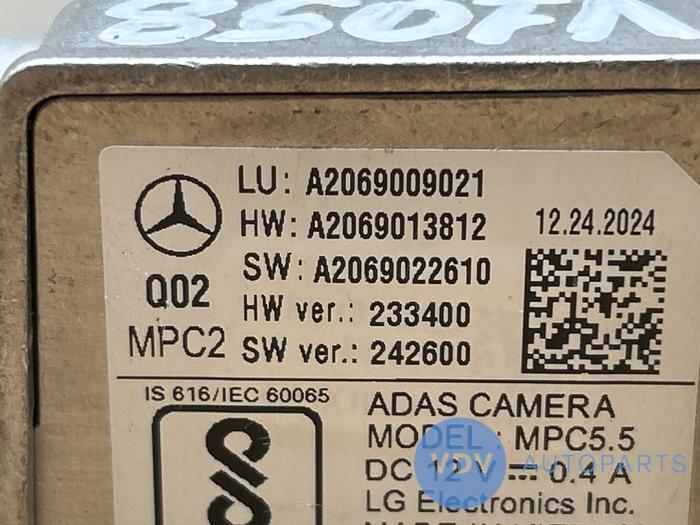 LU: A2069009021
HW: A2069013812
12.24.2024
SW: A2069022610
Q02
HW ver.: 233400
MPC2
SW ver.: 242600
IS 616/IEC 60065
ADAS CAMERA
MODEL : MPC5.5
DC 12 V 0.4 A
LG Electronics Inc.
VDV AUTOPARTS